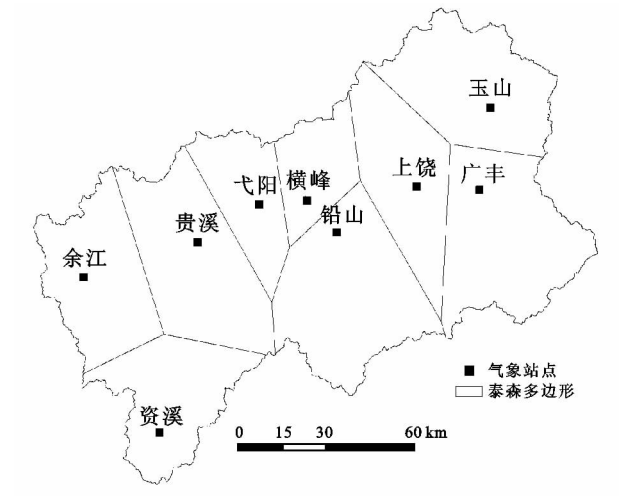 玉山
上饶
广丰
弋阳
横峰
铅山
贵溪
余江
气象站点
泰森多边形
资溪
0 15 30 60 km